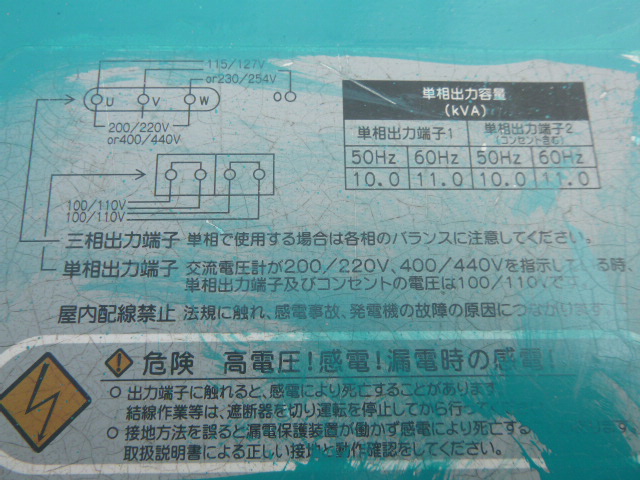 115/127V
or230/254V
U V W O
200/220V
or400/440V
単相出力容量
(kVA)
単相出力端子1 単相出力端子2
(コンセント含む)
50Hz 60Hz 50Hz 60Hz
10.0 11.0 10.0 11.0
100/110V
100/110V
三相出力端子 単相で使用する場合は各相のバランスに注意してください。
単相出力端子 交流電圧計が200/220V、400/440Vを指示している時、
単相出力端子及びコンセントの電圧は100/110Vです。
屋内配線禁止 法規に触れ、感電事故、発電機の故障の原因につながります
危険 高電圧!感電!漏電時の感電!
出力端子に触れると、感電により死亡することがあります
結線作業等は、遮断器を切り運転を停止してから行っ
接地方法を誤ると漏電保護装置が働かず感電により死亡する
取扱説明書による正しい接地と動作確認をしてください。